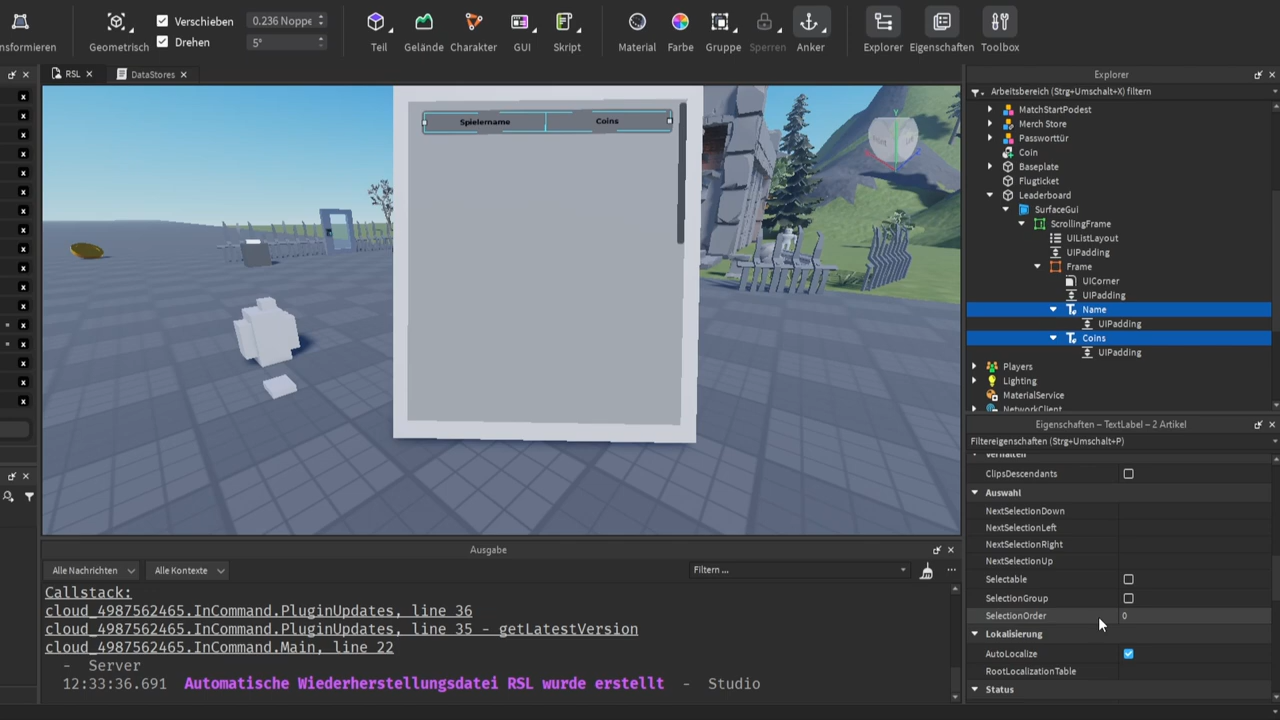 nsformieren
Geometrisch
Verschieben
0.236 Noppe
Drehen
5°
Teil
Gelände
Charakter
GUI
Skript
Material
Farbe
Gruppe
Sperren
Anker
Explorer
Eigenschaften
Toolbox
RSL
DataStores
Spielername
Coins
Explorer
Arbeitsbereich (Strg+Umschalt+X) filtern
MatchStartPodest
Merch Store
Passworttür
Coin
Baseplate
Flugticket
Leaderboard
SurfaceGui
ScrollingFrame
UIListLayout
UIPadding
Frame
UICorner
UIPadding
Name
UIPadding
Coins
UIPadding
Players
Lighting
MaterialService
NetworkClient
Eigenschaften – TextLabel – 2 Artikel
Filtereigenschaften (Strg+Umschalt+P)
Verhalten
ClipsDescendants
Auswahl
NextSelectionDown
NextSelectionLeft
NextSelectionRight
NextSelectionUp
Selectable
SelectionGroup
SelectionOrder 0
Lokalisierung
AutoLocalize
RootLocalizationTable
Status
Ausgabe
Alle Nachrichten
Alle Kontexte
Filtern ...
Callstack:
cloud_4987562465.InCommand.PluginUpdates, line 36
cloud_4987562465.InCommand.PluginUpdates, line 35 - getLatestVersion
cloud_4987562465.InCommand.Main, line 22
- Server
12:33:36.691 Automatische Wiederherstellungsdatei RSL wurde erstellt - Studio